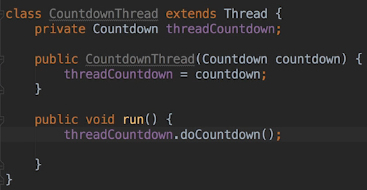 class CountdownThread extends Thread {
private Countdown threadCountdown;
public CountdownThread(Countdown countdown) {
threadCountdown = countdown;
}
public void run() {
threadCountdown.doCountdown();
}
}